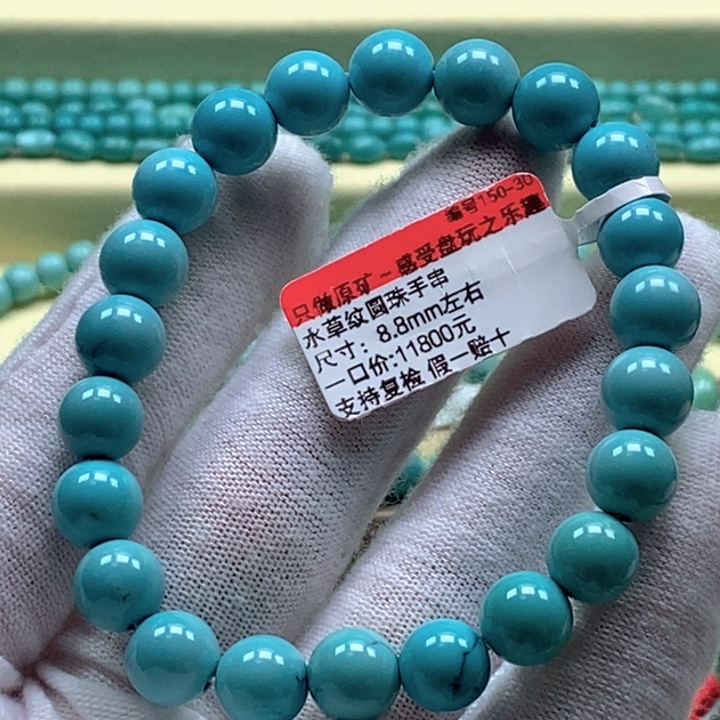 编号150-30
只做原矿～感受盘玩之乐趣
水草纹圆珠手串
尺寸：8.8mm左右
一口价:11800元
支持复检 假一赔十